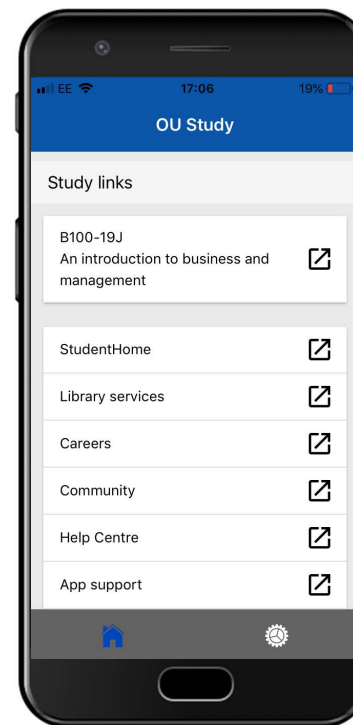 EE 17:06 19%
OU Study
Study links
B100-19J
An introduction to business and
management
StudentHome
Library services
Careers
Community
Help Centre
App support